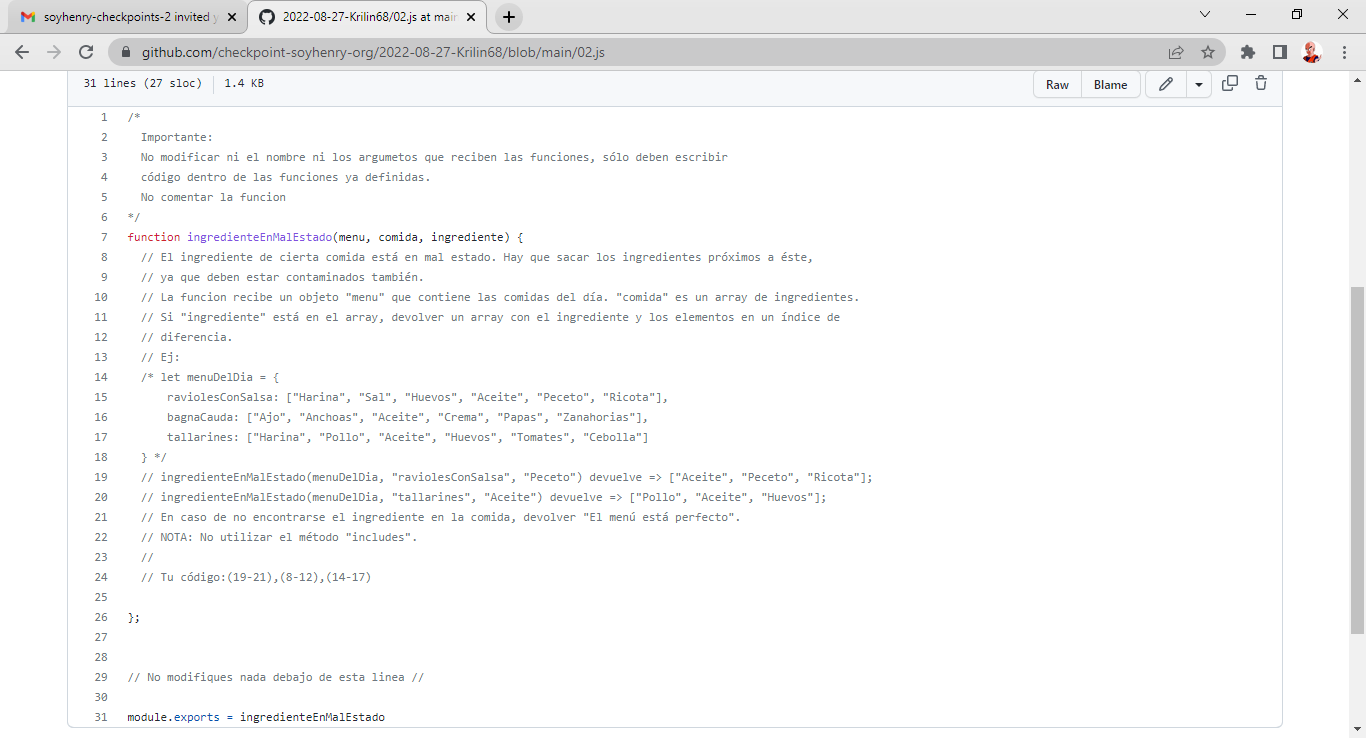 soyhenry-checkpoints-2 invited y
2022-08-27-Krilin68/02.js at main
github.com/checkpoint-soyhenry-org/2022-08-27-Krilin68/blob/main/02.js
31 lines (27 sloc) 1.4 KB Raw Blame
1 /*
2 Importante:
3 No modificar ni el nombre ni los argumetos que reciben las funciones, sólo deben escribir
4 código dentro de las funciones ya definidas.
5 No comentar la funcion
6 */
7 function ingredienteEnMalEstado(menu, comida, ingrediente) {
8 // El ingrediente de cierta comida está en mal estado. Hay que sacar los ingredientes próximos a éste,
9 // ya que deben estar contaminados también.
10 // La funcion recibe un objeto "menu" que contiene las comidas del día. "comida" es un array de ingredientes.
11 // Si "ingrediente" está en el array, devolver un array con el ingrediente y los elementos en un índice de
12 // diferencia.
13 // Ej:
14 /* let menuDelDia = {
15 raviolesConSalsa: ["Harina", "Sal", "Huevos", "Aceite", "Peceto", "Ricota"],
16 bagnaCauda: ["Ajo", "Anchoas", "Aceite", "Crema", "Papas", "Zanahorias"],
17 tallarines: ["Harina", "Pollo", "Aceite", "Huevos", "Tomates", "Cebolla"]
18 } */
19 // ingredienteEnMalEstado(menuDelDia, "raviolesConSalsa", "Peceto") devuelve => ["Aceite", "Peceto", "Ricota"];
20 // ingredienteEnMalEstado(menuDelDia, "tallarines", "Aceite") devuelve => ["Pollo", "Aceite", "Huevos"];
21 // En caso de no encontrarse el ingrediente en la comida, devolver "El menú está perfecto".
22 // NOTA: No utilizar el método "includes".
23 //
24 // Tu código:(19-21),(8-12),(14-17)
25
26 };
27
28
29 // No modifiques nada debajo de esta linea //
30
31 module.exports = ingredienteEnMalEstado